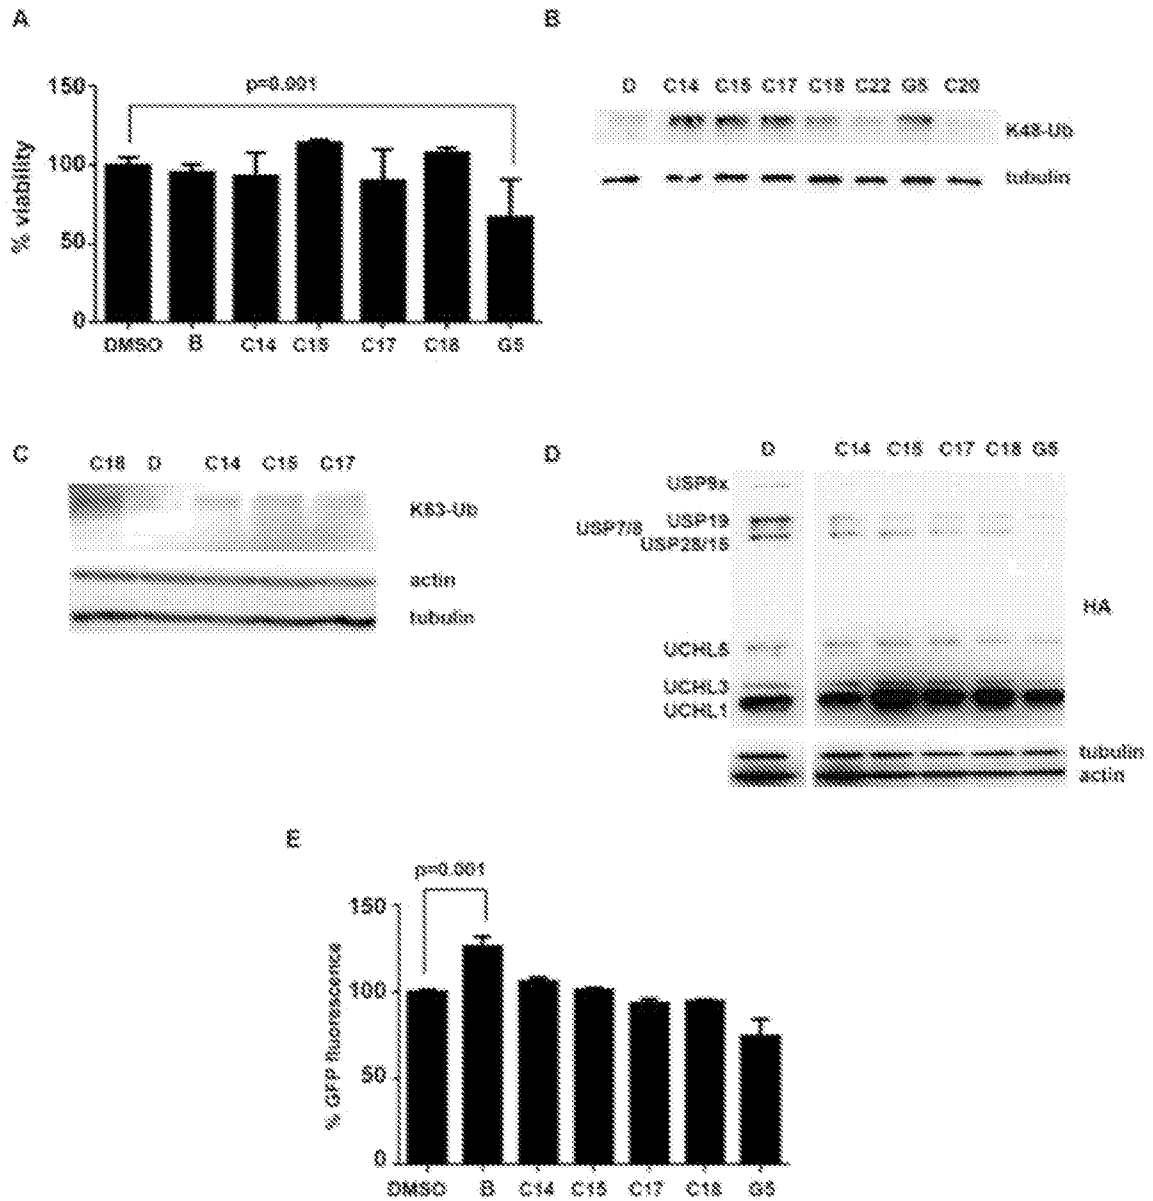 A
150
100
50
0
% viability
p=0.001
DMSO B C14 C15 C17 C18 G5
B
D C14 C15 C17 C18 C22 G5 C20
K48-Ub
tubulin
C
C18 D C14 C15 C17
K63-Ub
actin
tubulin
D
D C14 C15 C17 C18 G5
USP9x
USP19
USP7/8
USP28/15
UCHL5
UCHL3
UCHL1
HA
tubulin
actin
E
p=0.001
150
100
50
0
% GFP fluorescence
DMSO B C14 C15 C17 C18 G5